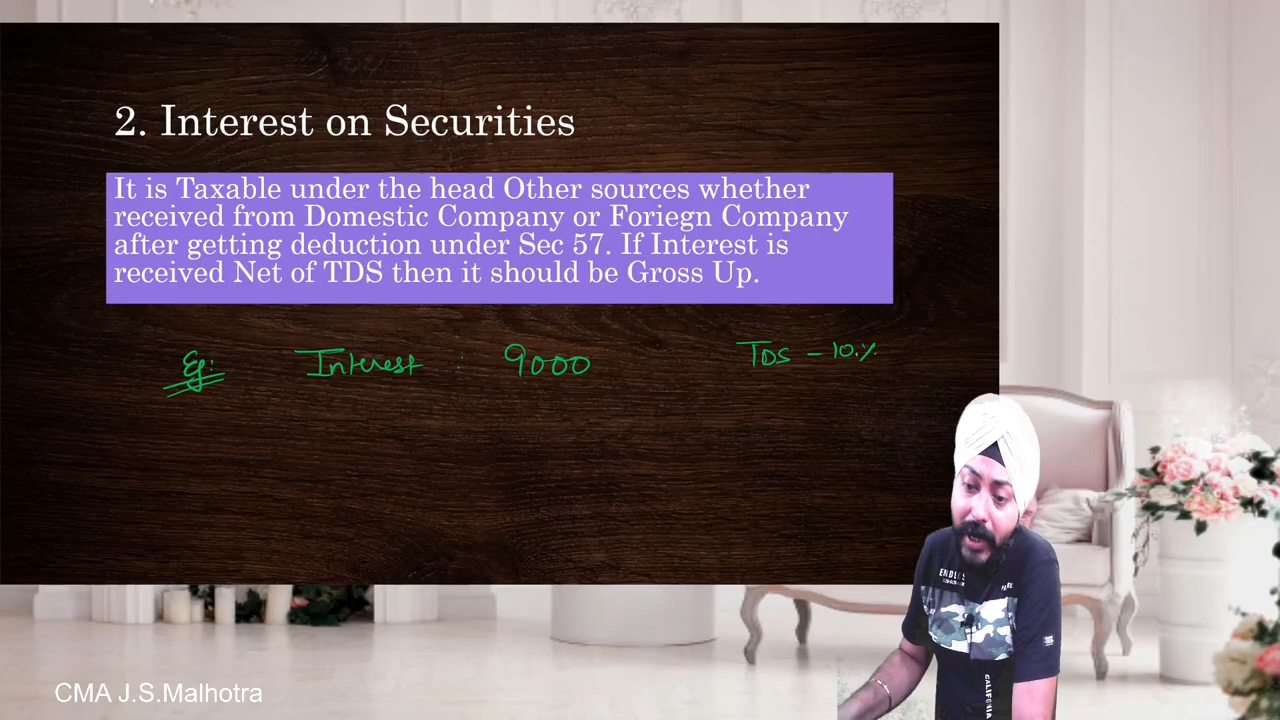 2. Interest on Securities
It is Taxable under the head Other sources whether
received from Domestic Company or Foriegn Company
after getting deduction under Sec 57. If Interest is
received Net of TDS then it should be Gross Up.
Eg: Interest : 9000 TDS - 10%
ENDLES
CALIFORNIA
CMA J.S.Malhotra